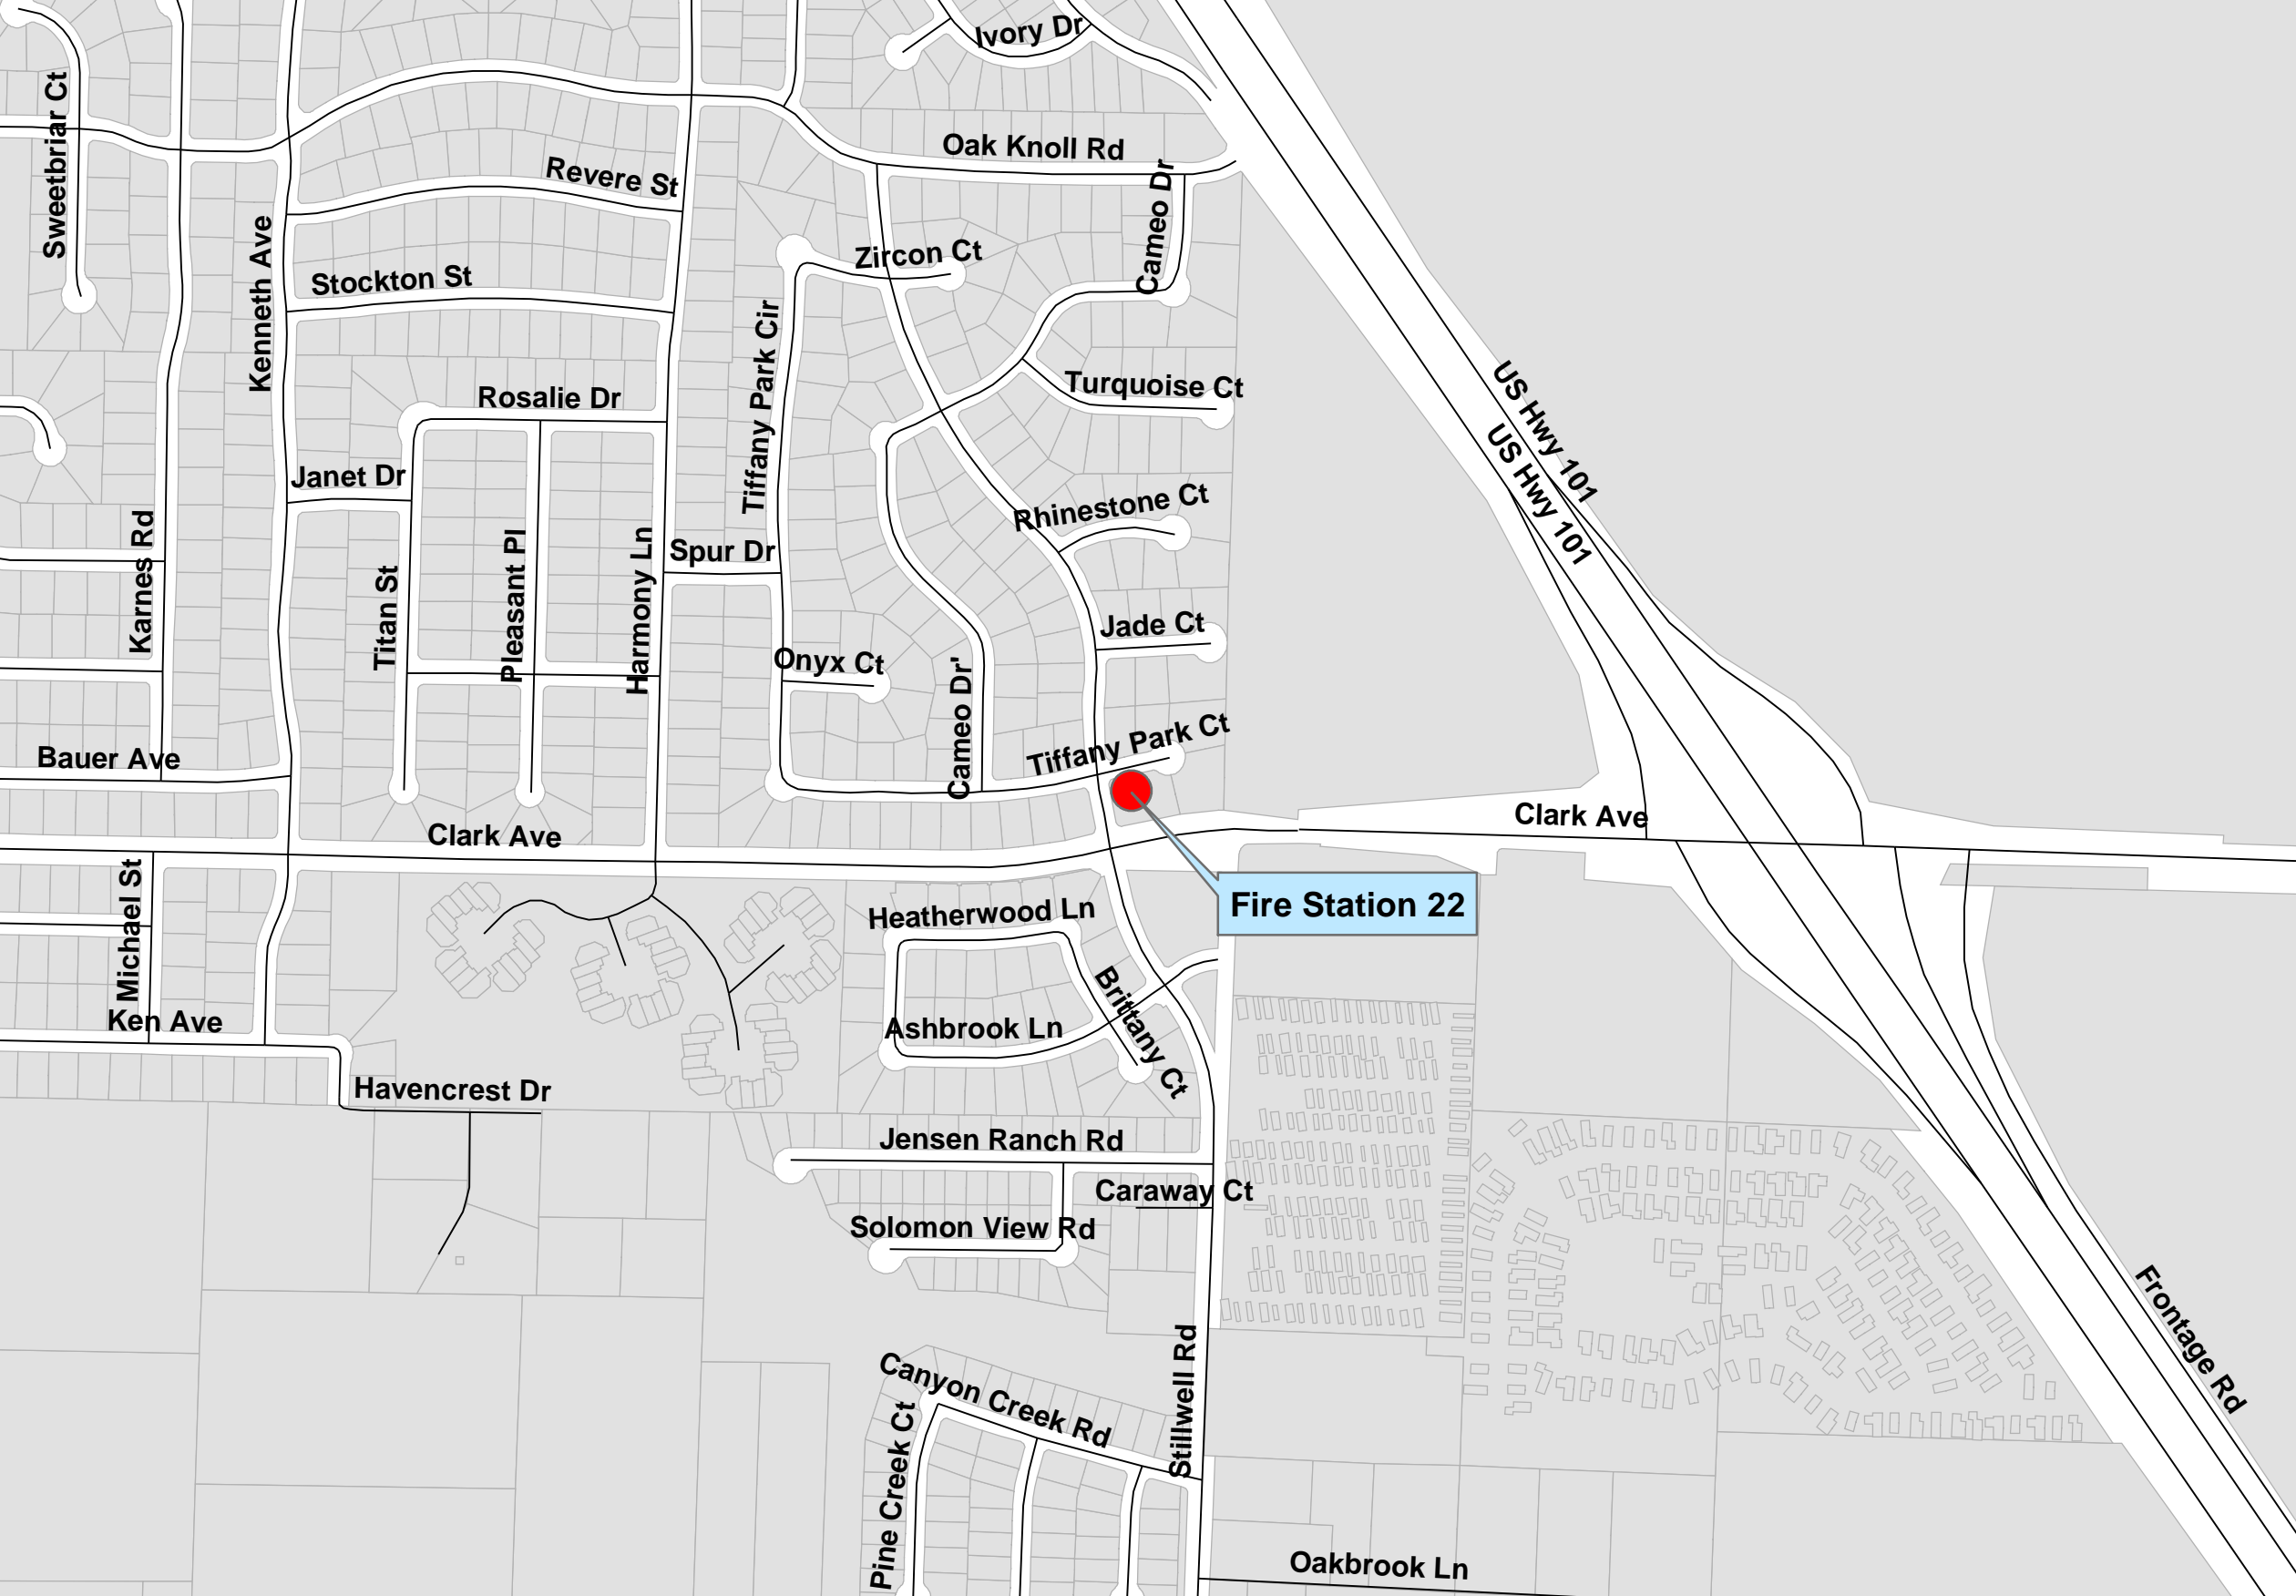 Ivory Dr
Sweetbriar Ct
Oak Knoll Rd
Revere St
Cameo Dr
Kenneth Ave
Zircon Ct
Stockton St
Tiffany Park Cir
US Hwy 101
US Hwy 101
Turquoise Ct
Rosalie Dr
Janet Dr
Rhinestone Ct
Karnes Rd
Spur Dr
Titan St
Pleasant Pl
Harmony Ln
Jade Ct
Onyx Ct
Cameo Dr'
Tiffany Park Ct
Bauer Ave
Clark Ave
Clark Ave
Michael St
Fire Station 22
Heatherwood Ln
Brittany Ct
Ken Ave
Ashbrook Ln
Havencrest Dr
Jensen Ranch Rd
Caraway Ct
Solomon View Rd
Frontage Rd
Stillwell Rd
Canyon Creek Rd
Pine Creek Ct
Oakbrook Ln